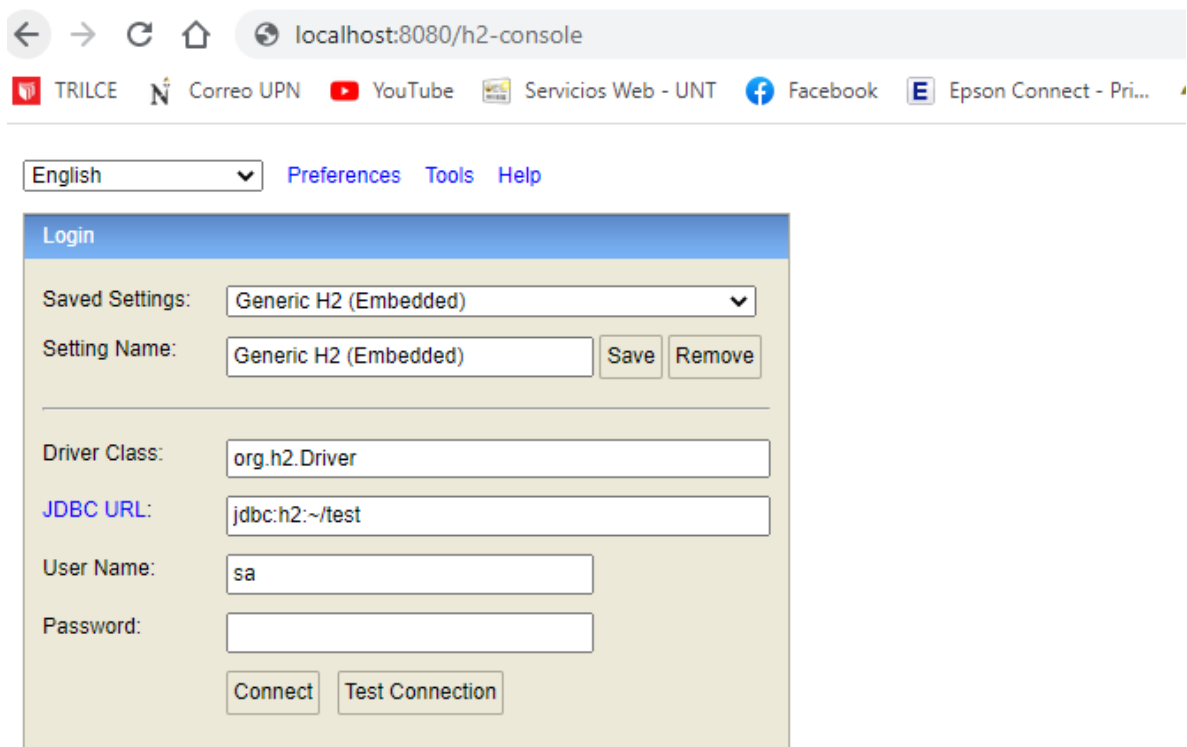 localhost:8080/h2-console
TRILCE Correo UPN YouTube Servicios Web - UNT Facebook E Epson Connect - Pri...
English Preferences Tools Help
Login
Saved Settings: Generic H2 (Embedded)
Setting Name: Generic H2 (Embedded) Save Remove
Driver Class: org.h2.Driver
JDBC URL: jdbc:h2:~/test
User Name: sa
Password:
Connect Test Connection